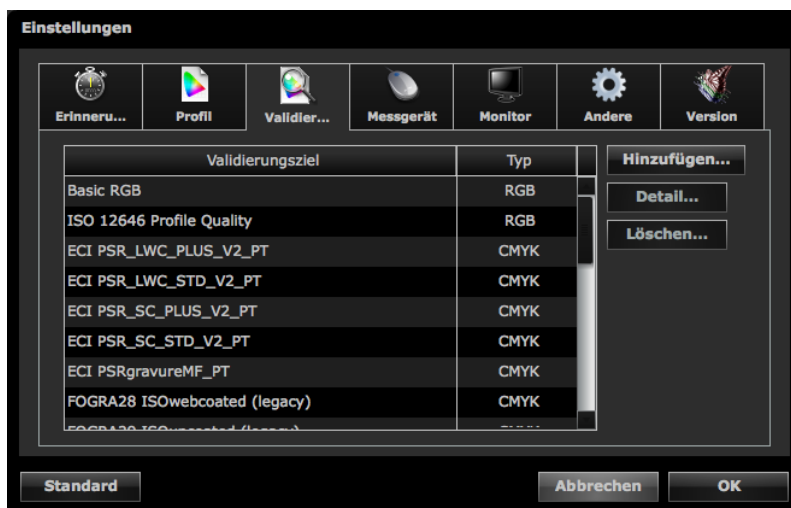 Einstellungen
Erinneru... Profil Validier... Messgerät Monitor Andere Version
Validierungsziel Typ
Hinzufügen...
Basic RGB RGB
Detail...
ISO 12646 Profile Quality RGB
Löschen...
ECI PSR_LWC_PLUS_V2_PT CMYK
ECI PSR_LWC_STD_V2_PT CMYK
ECI PSR_SC_PLUS_V2_PT CMYK
ECI PSR_SC_STD_V2_PT CMYK
ECI PSRgravureMF_PT CMYK
FOGRA28 ISOwebcoated (legacy) CMYK
Standard Abbrechen OK